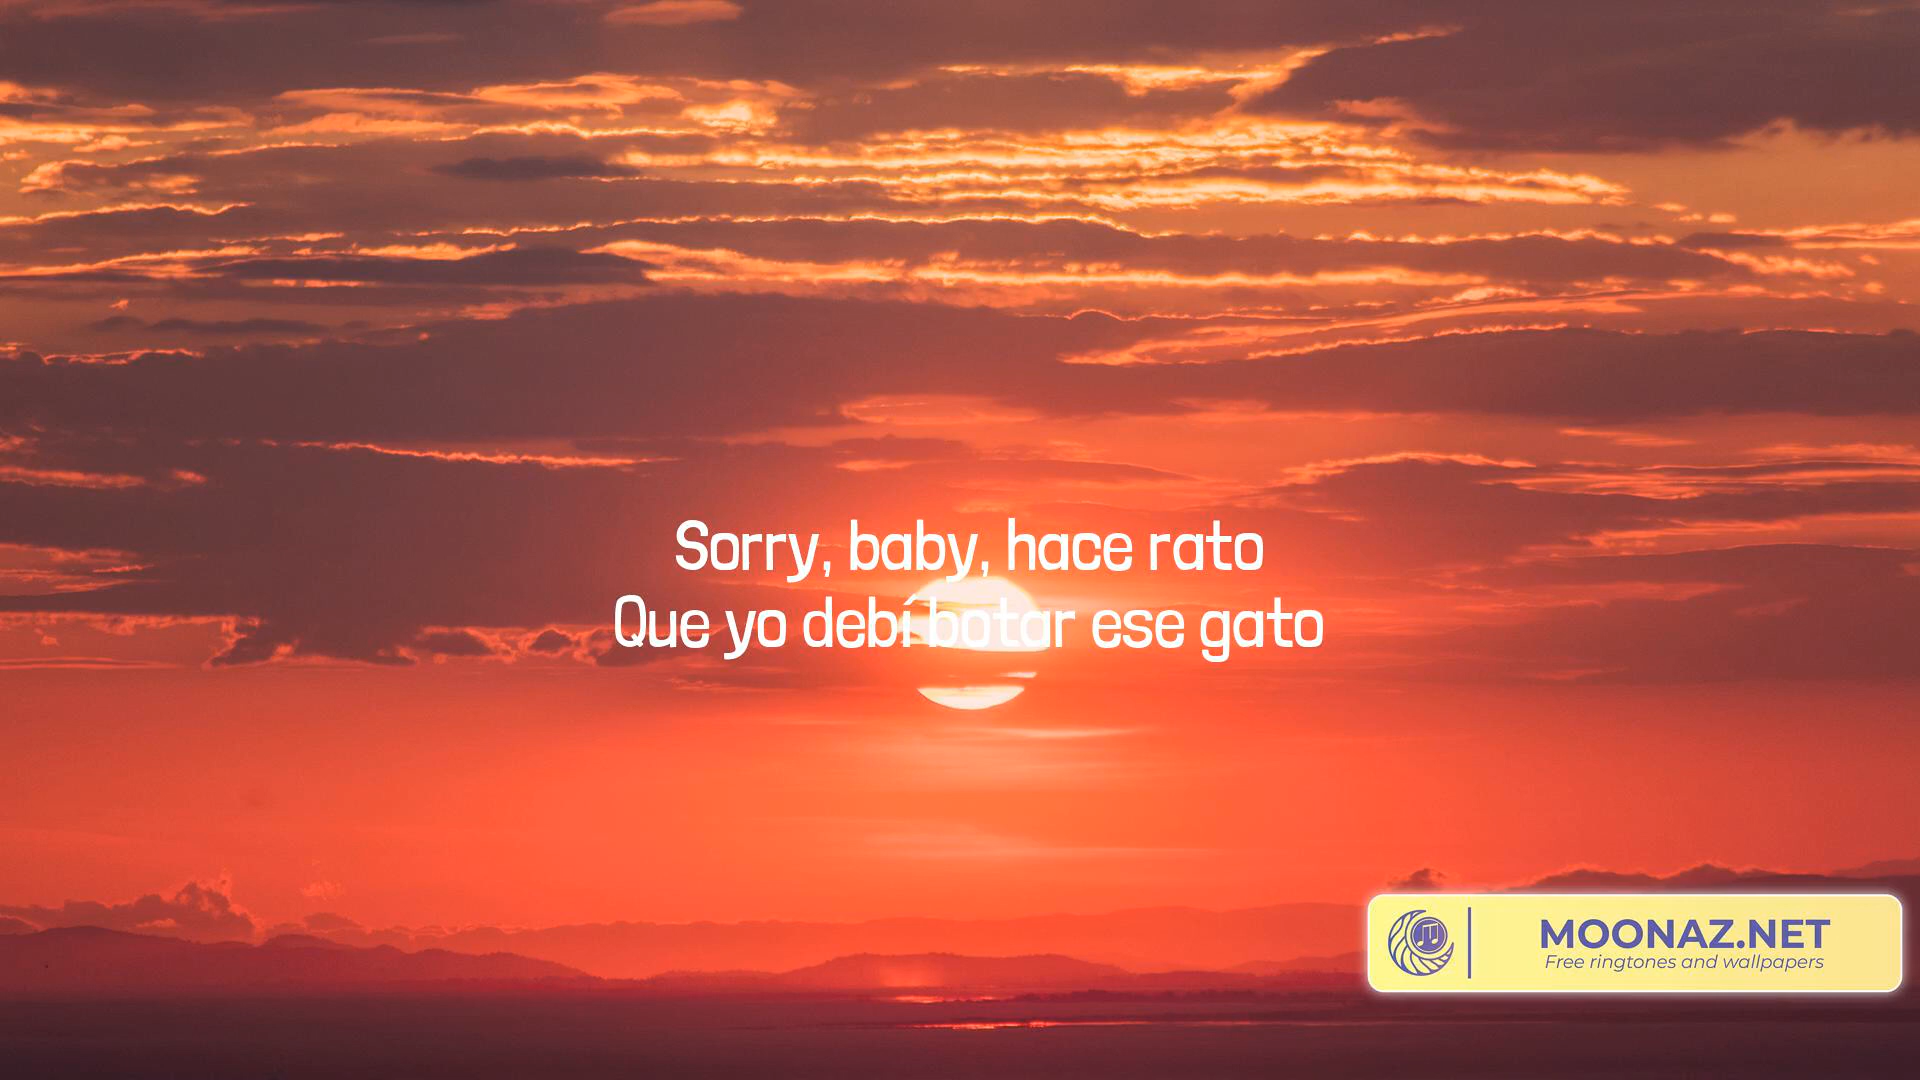 Sorry, baby, hace rato
Que yo debí botar ese gato
MOONAZ.NET
Free ringtones and wallpapers